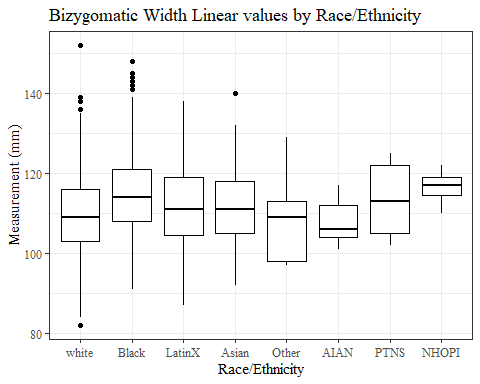 Bizygomatic Width Linear values by Race/Ethnicity
Measurement (mm)
140
120
100
80
white Black LatinX Asian Other AIAN PTNS NHOPI
Race/Ethnicity